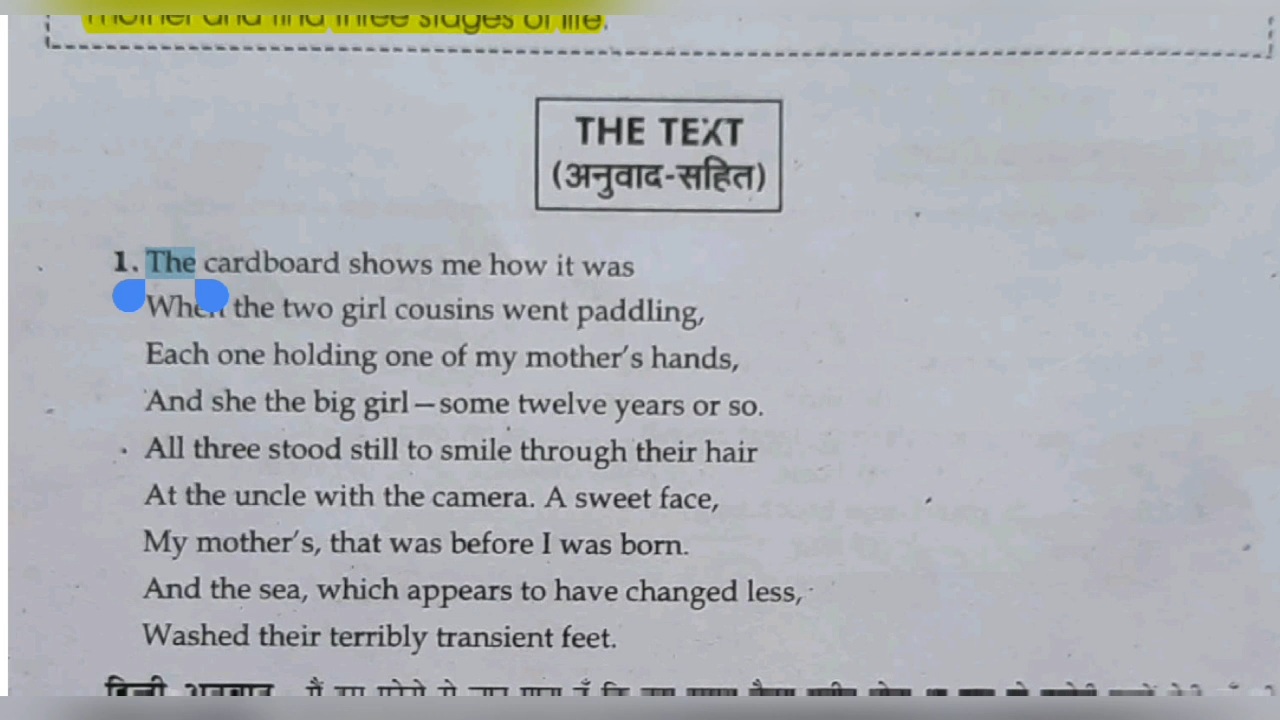 mother and find three stages of life.
THE TEXT
(अनुवाद-सहित)
1. The cardboard shows me how it was
When the two girl cousins went paddling,
Each one holding one of my mother's hands,
And she the big girl—some twelve years or so.
All three stood still to smile through their hair
At the uncle with the camera. A sweet face,
My mother's, that was before I was born.
And the sea, which appears to have changed less,
Washed their terribly transient feet.
हिन्दी अनुवाद